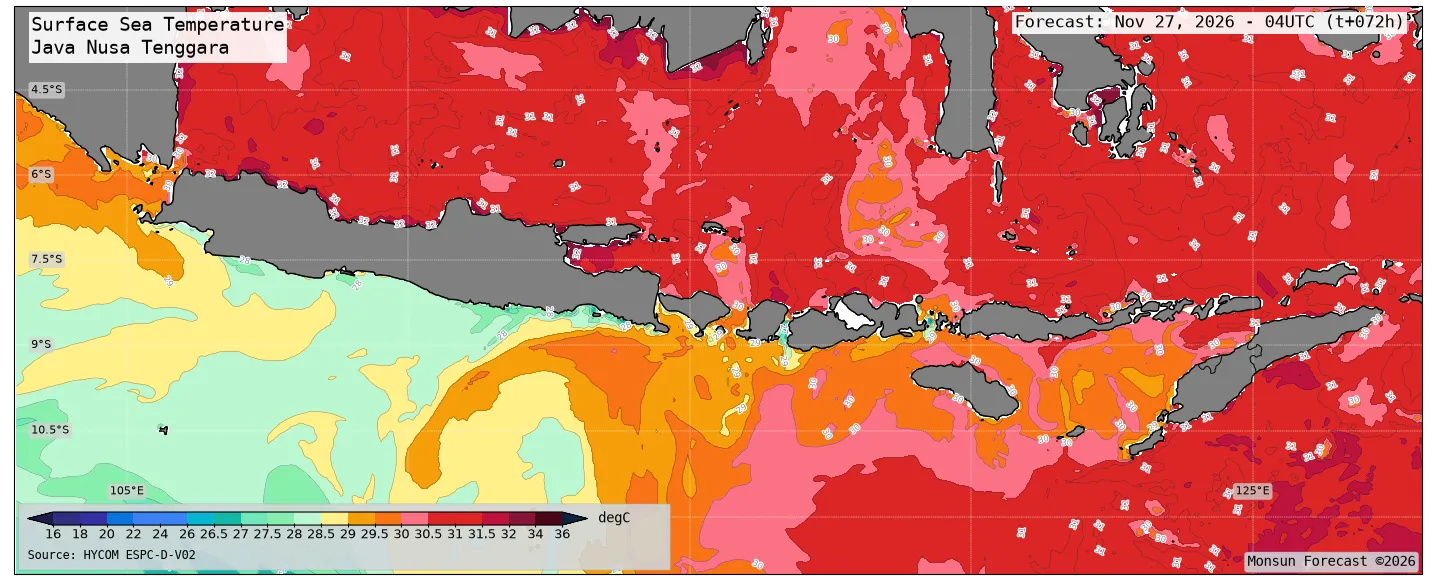 Surface Sea Temperature
Java Nusa Tenggara
Forecast: Nov 27, 2026 - 04UTC (t+072h)
4.5°S
6°S
7.5°S
9°S
10.5°S
105°E
125°E
degC
16 18 20 22 24 26 26.5 27 27.5 28 28.5 29 29.5 30 30.5 31 31.5 32 34 36
Source: HYCOM ESPC-D-V02
Monsun Forecast ©2026